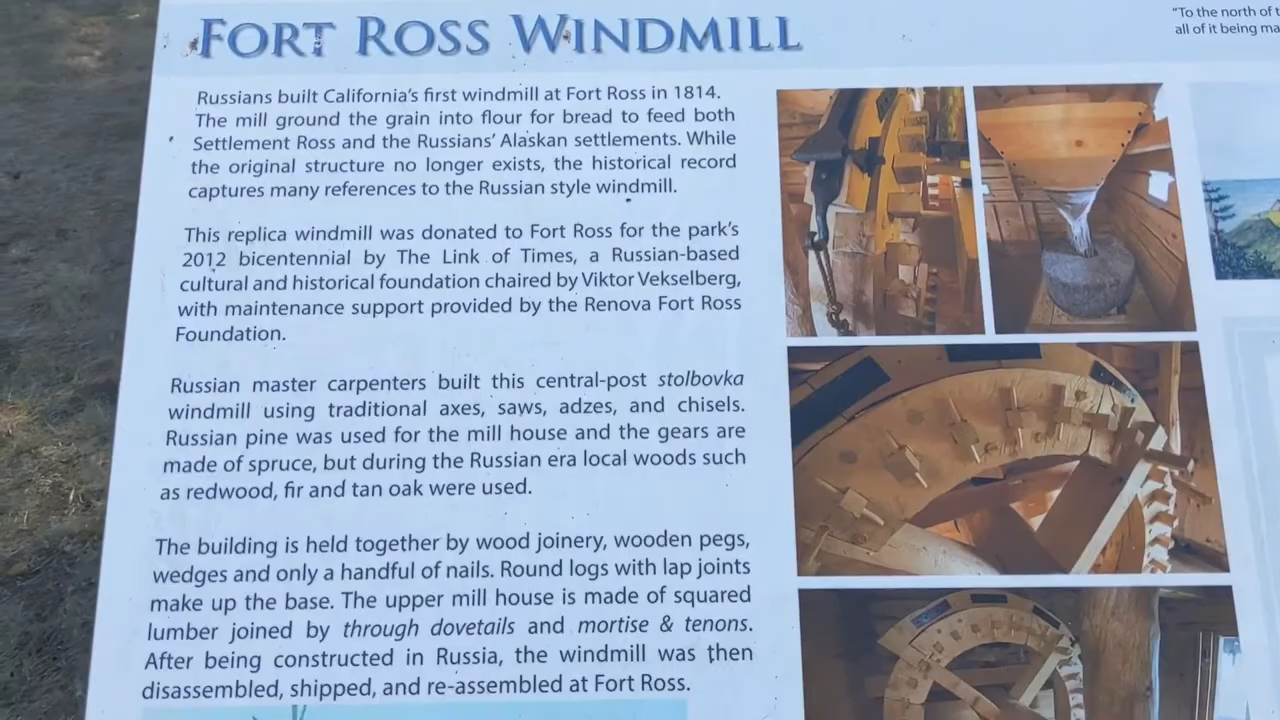 FORT ROSS WINDMILL
"To the north of
all of it being
Russians built California's first windmill at Fort Ross in 1814.
The mill ground the grain into flour for bread to feed both
Settlement Ross and the Russians' Alaskan settlements. While
the original structure no longer exists, the historical record
captures many references to the Russian style windmill.
This replica windmill was donated to Fort Ross for the park's
2012 bicentennial by The Link of Times, a Russian-based
cultural and historical foundation chaired by Viktor Vekselberg,
with maintenance support provided by the Renova Fort Ross
Foundation.
Russian master carpenters built this central-post stolbovka
windmill using traditional axes, saws, adzes, and chisels.
Russian pine was used for the mill house and the gears are
made of spruce, but during the Russian era local woods such
as redwood, fir and tan oak were used.
The building is held together by wood joinery, wooden pegs,
wedges and only a handful of nails. Round logs with lap joints
make up the base. The upper mill house is made of squared
lumber joined by through dovetails and mortise & tenons.
After being constructed in Russia, the windmill was then
disassembled, shipped, and re-assembled at Fort Ross.